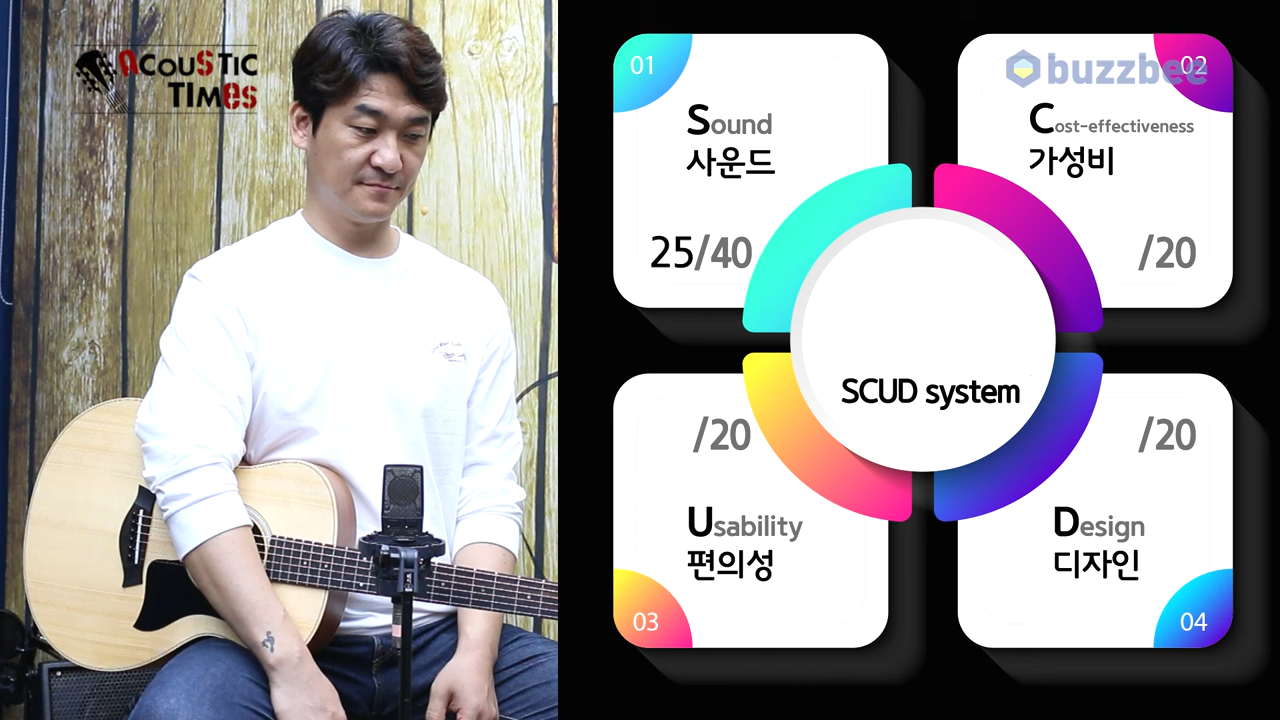 ACOUSTIC
TIMES
01
Sound
사운드
25/40
buzzbee
02
Cost-effectiveness
가성비
/20
SCUD system
/20
Usability
편의성
03
/20
Design
디자인
04